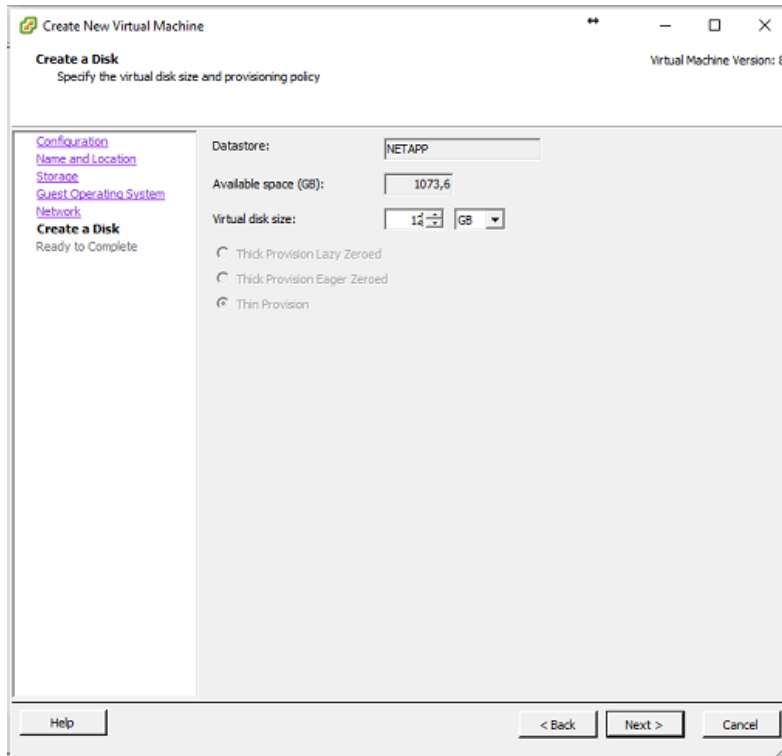 Create New Virtual Machine
Create a Disk
Specify the virtual disk size and provisioning policy
Virtual Machine Version: 8
Configuration
Name and Location
Storage
Guest Operating System
Network
Create a Disk
Ready to Complete
Datastore: NETAPP
Available space (GB): 1073,6
Virtual disk size: GB
Thick Provision Lazy Zeroed
Thick Provision Eager Zeroed
Thin Provision
Help
< Back
Next >
Cancel